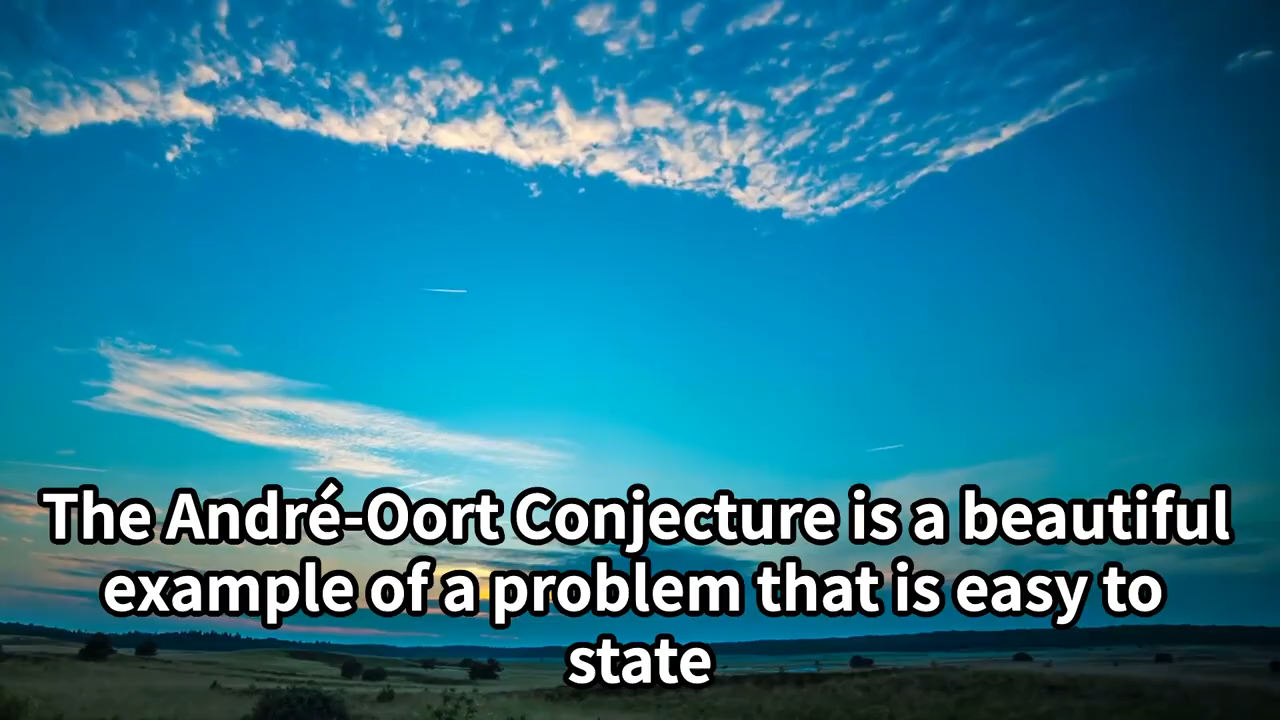 The André-Oort Conjecture is a beautiful
example of a problem that is easy to
state